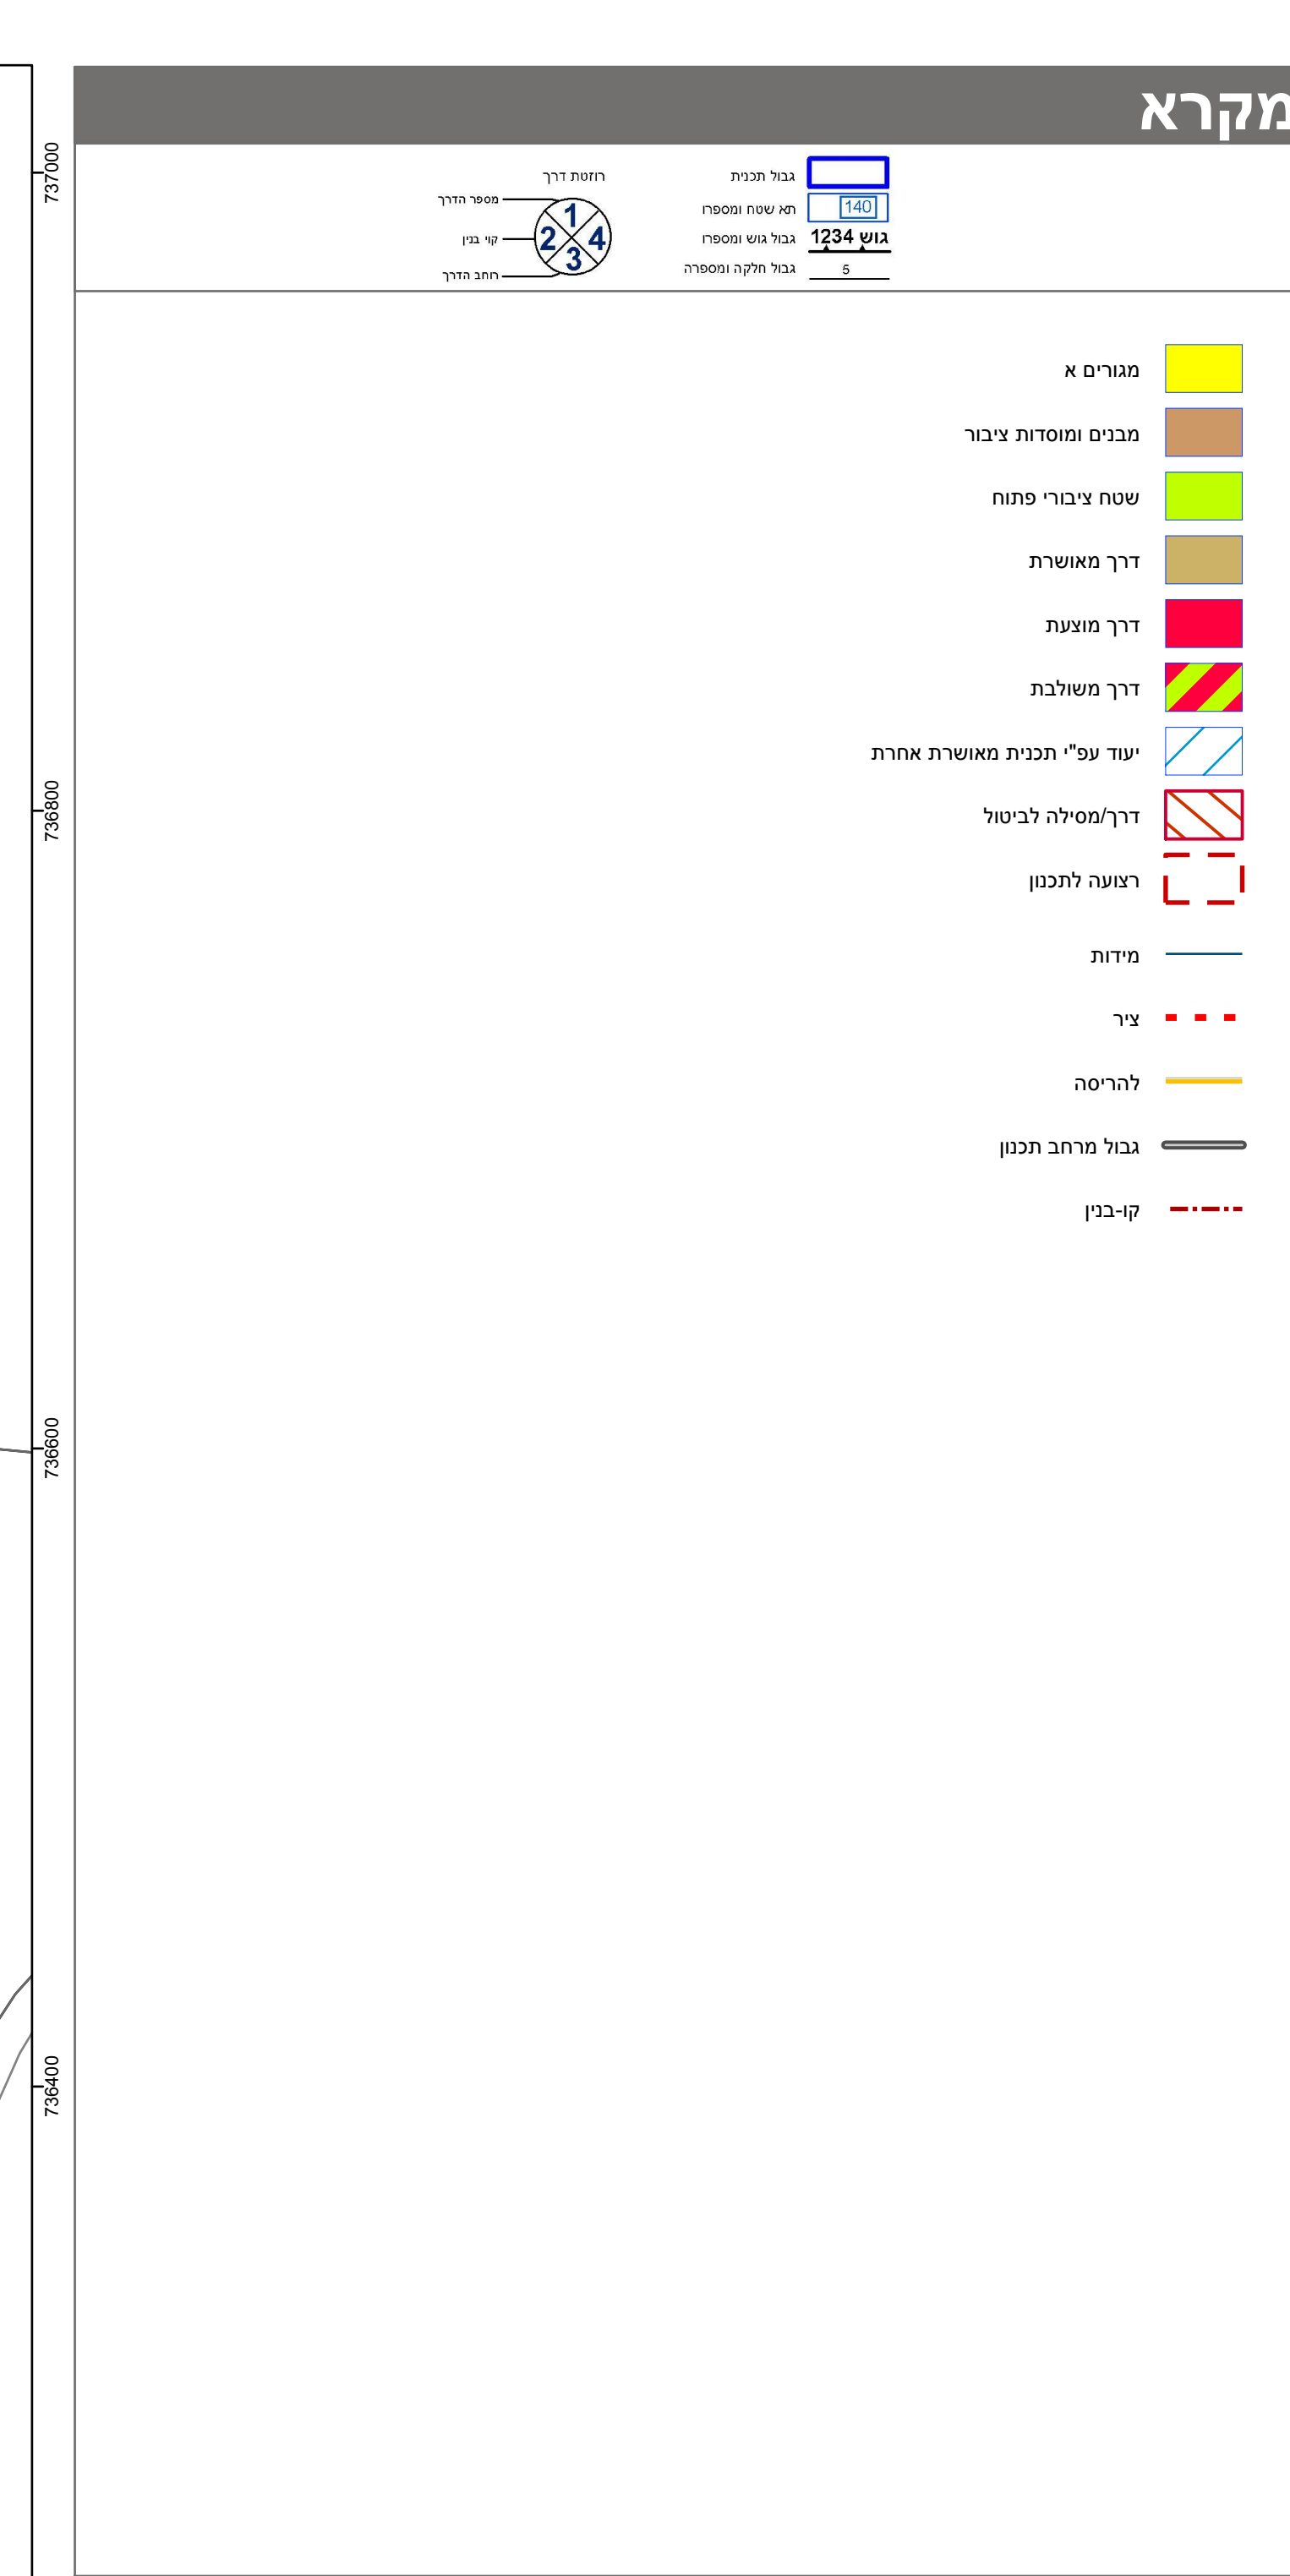 מקרא
גבול תכנית
תא שטח ומספרו
140
גבול גוש ומספרו
גוש 1234
גבול חלקה ומספרה
5
רוזטת דרך
מספר הדרך
קוי בנין
רוחב הדרך
1
2
4
3
מגורים א
מבנים ומוסדות ציבור
שטח ציבורי פתוח
דרך מאושרת
דרך מוצעת
דרך משולבת
יעוד עפ"י תכנית מאושרת אחרת
דרך/מסילה לביטול
רצועה לתכנון
מידות
ציר
להריסה
גבול מרחב תכנון
קו-בנין
737000
736800
736600
736400